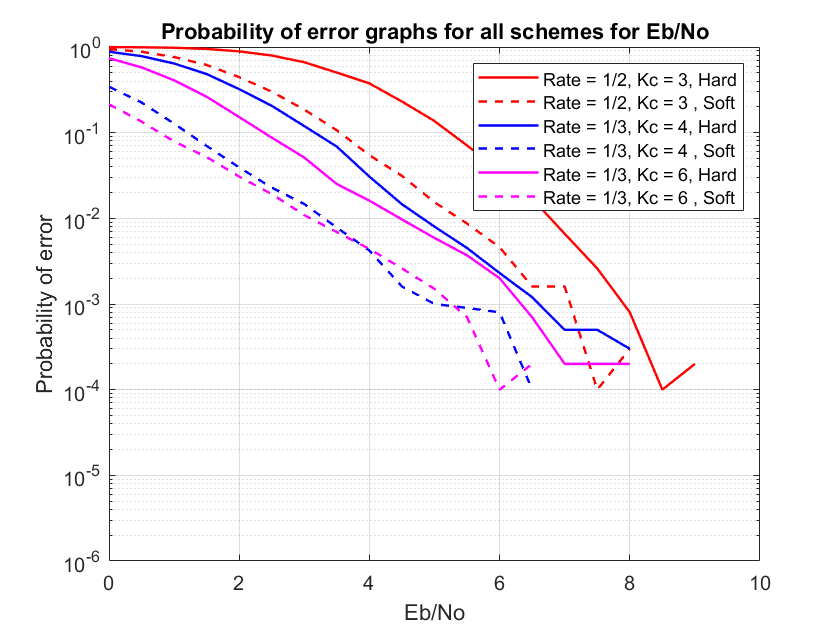 Probability of error graphs for all schemes for Eb/No
Rate = 1/2, Kc = 3, Hard
Rate = 1/2, Kc = 3 , Soft
Rate = 1/3, Kc = 4, Hard
Rate = 1/3, Kc = 4 , Soft
Rate = 1/3, Kc = 6, Hard
Rate = 1/3, Kc = 6 , Soft
Probability of error
10^0
10^-1
10^-2
10^-3
10^-4
10^-5
10^-6
0 2 4 6 8 10
Eb/No